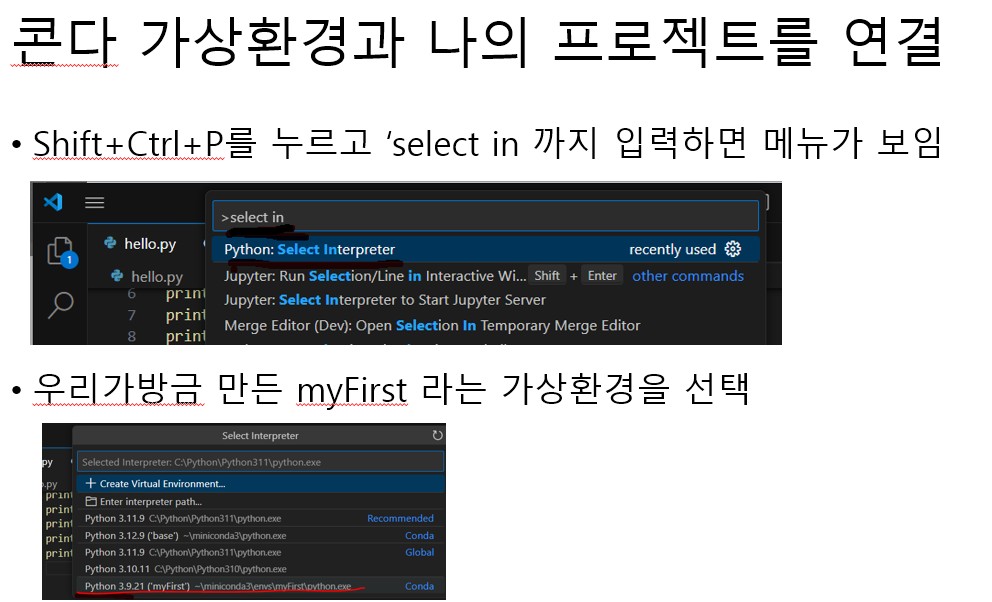 콘다 가상환경과 나의 프로젝트를 연결
• Shift+Ctrl+P를 누르고 ‘select in 까지 입력하면 메뉴가 보임
>select in
1
hello.py
Python: Select Interpreter recently used
hello.py
Jupyter: Run Selection/Line in Interactive Wi... Shift + Enter other commands
6 print
Jupyter: Select Interpreter to Start Jupyter Server
7 print
Merge Editor (Dev): Open Selection In Temporary Merge Editor
8 print
• 우리가방금 만든 myFirst 라는 가상환경을 선택
Select Interpreter
py
Selected Interpreter: C:\Python\Python311\python.exe
.py
Create Virtual Environment...
print
Enter interpreter path...
print
Python 3.11.9 C:\Python\Python311\python.exe Recommended
print
Python 3.12.9 ('base') ~\miniconda3\python.exe Conda
print
Python 3.11.9 C:\Python\Python311\python.exe Global
print
Python 3.10.11 C:\Python\Python310\python.exe
Python 3.9.21 ('myFirst') ~\miniconda3\envs\myFirst\python.exe Conda